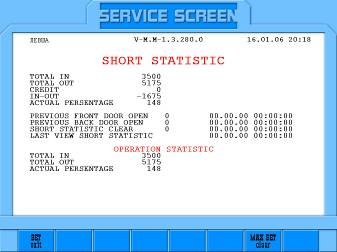 SERVICE SCREEN
V-M.M-1.3.280.0 16.01.06 20:18
SHORT STATISTIC
TOTAL IN 3500
TOTAL OUT 5175
CREDIT 0
IN-OUT -1675
ACTUAL PERSENTAGE 148
PREVIOUS FRONT DOOR OPEN 0 00.00.00 00:00:00
PREVIOUS BACK DOOR OPEN 0 00.00.00 00:00:00
SHORT STATISTIC CLEAR 0 00.00.00 00:00:00
LAST VIEW SHORT STATISTIC 00.00.00 00:00:00
OPERATION STATISTIC
TOTAL IN 3500
TOTAL OUT 5175
ACTUAL PERSENTAGE 148
BET MAX BET
exit clear